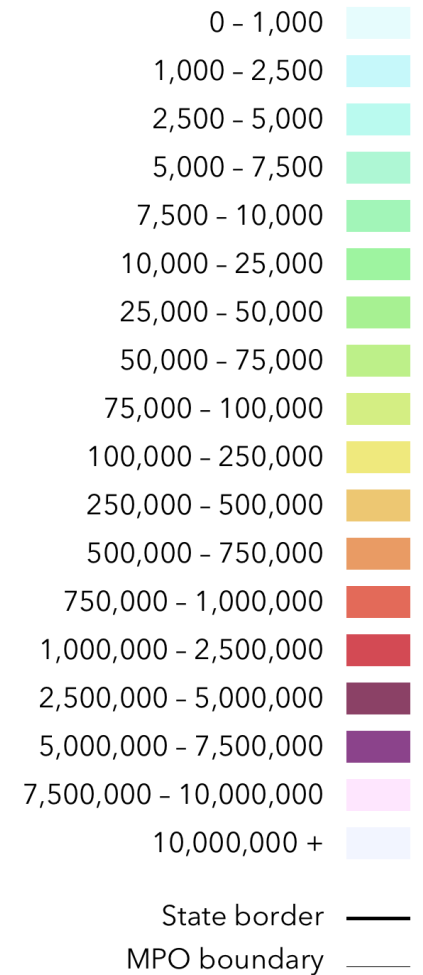 0 – 1,000
1,000 – 2,500
2,500 – 5,000
5,000 – 7,500
7,500 – 10,000
10,000 – 25,000
25,000 – 50,000
50,000 – 75,000
75,000 – 100,000
100,000 – 250,000
250,000 – 500,000
500,000 – 750,000
750,000 – 1,000,000
1,000,000 – 2,500,000
2,500,000 – 5,000,000
5,000,000 – 7,500,000
7,500,000 – 10,000,000
10,000,000 +
State border
MPO boundary